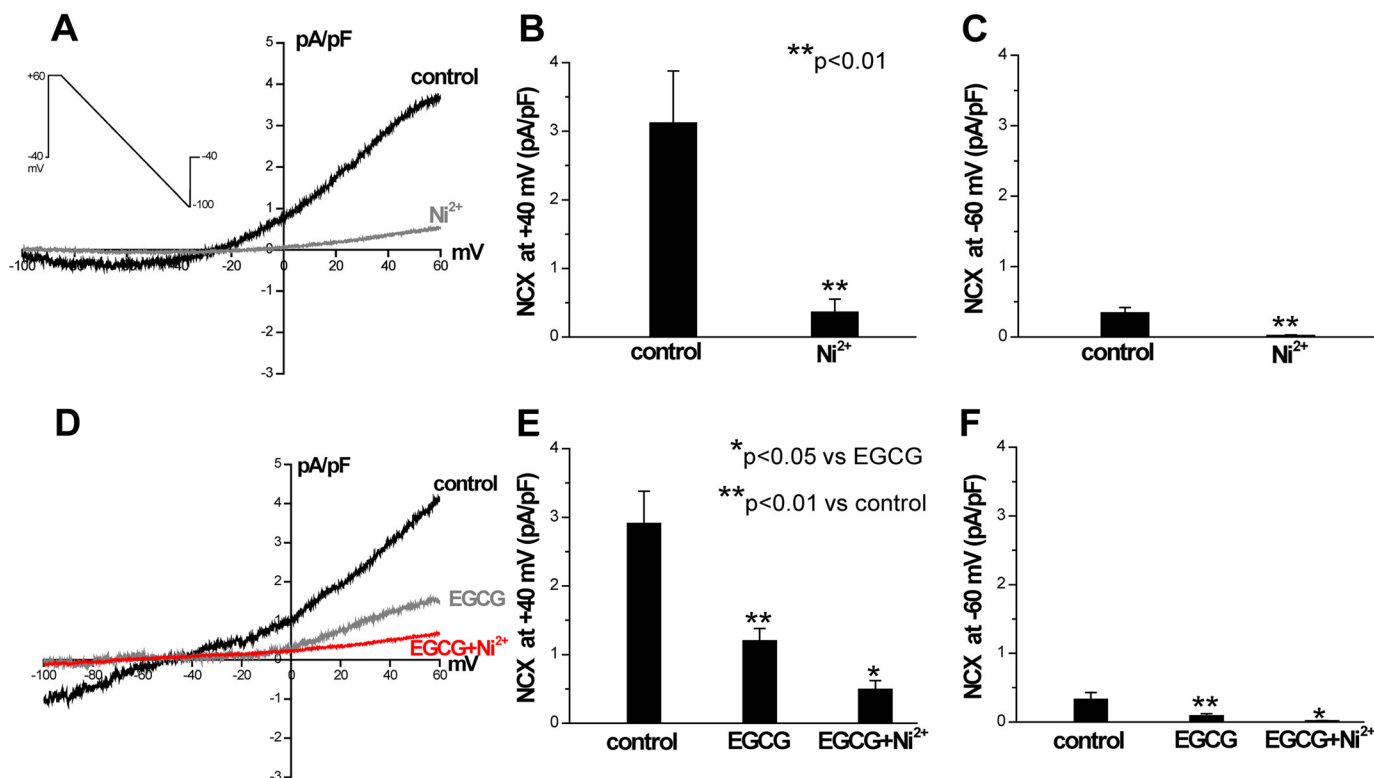 A
pA/pF
5
4
3
2
1
0
-1
-2
-3
control
Ni²⁺
mV
-100 -80 -60 -40 -20 0 20 40 60
+60
-40
mV
-40
-100
B
**p<0.01
NCX at +40 mV (pA/pF)
4
3
2
1
0
**
control Ni²⁺
C
NCX at -60 mV (pA/pF)
4
3
2
1
0
**
control Ni²⁺
D
pA/pF
5
4
3
2
1
0
-1
-2
-3
control
EGCG
EGCG+Ni²⁺
mV
-100 -80 -60 -40 -20 0 20 40 60
E
*p<0.05 vs EGCG
**p<0.01 vs control
NCX at +40 mV (pA/pF)
4
3
2
1
0
**
*
control EGCG EGCG+Ni²⁺
F
NCX at -60 mV (pA/pF)
4
3
2
1
0
**
*
control EGCG EGCG+Ni²⁺